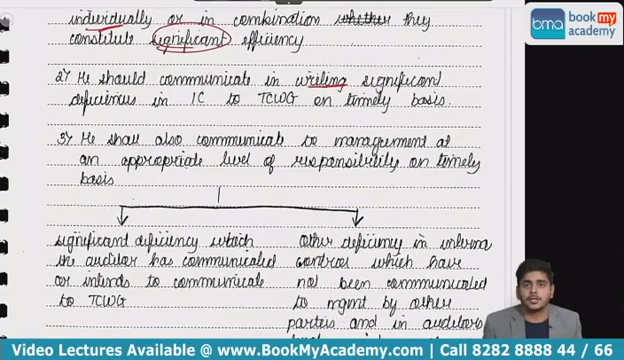 individually or in combination whether they
constitute significant efficiency
2) He should communicate in writing significant
deficiences in IC to TCWG on timely basis.
3) He shall also communicate to management at
an appropriate level of responsibility on timely
basis
significant deficiency which
the auditor has communicated
or intends to communicate
to TCWG
other deficiency in interna
control which have
not been communicated
to mgmt by other
parties and in auditors
bma
book my
academy
Video Lectures Available @ www.BookMyAcademy.com | Call 8282 8888 44 / 66